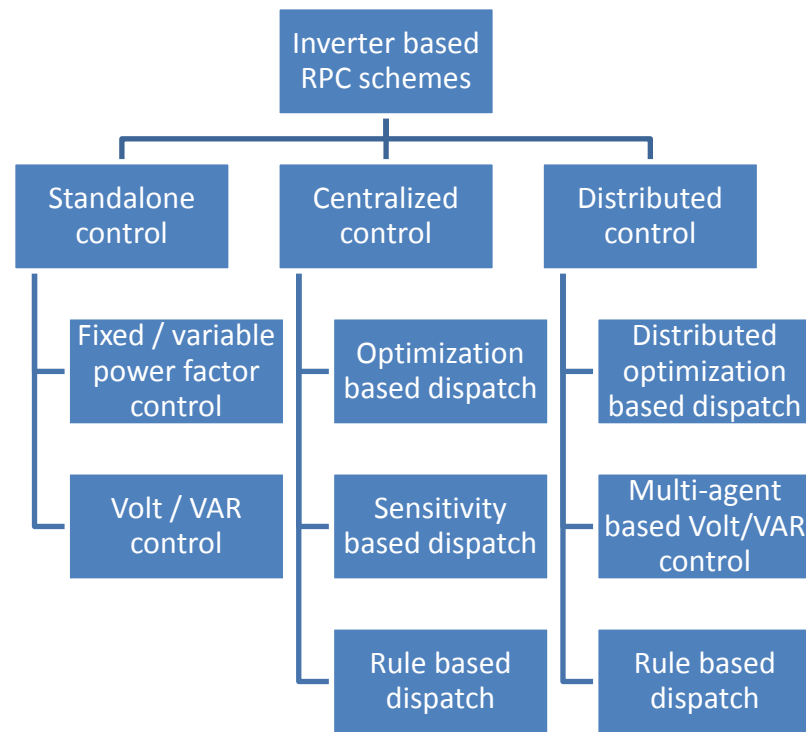 Inverter based
RPC schemes
Standalone
control
Centralized
control
Distributed
control
Fixed / variable
power factor
control
Optimization
based dispatch
Distributed
optimization
based dispatch
Volt / VAR
control
Sensitivity
based dispatch
Multi-agent
based Volt/VAR
control
Rule based
dispatch
Rule based
dispatch